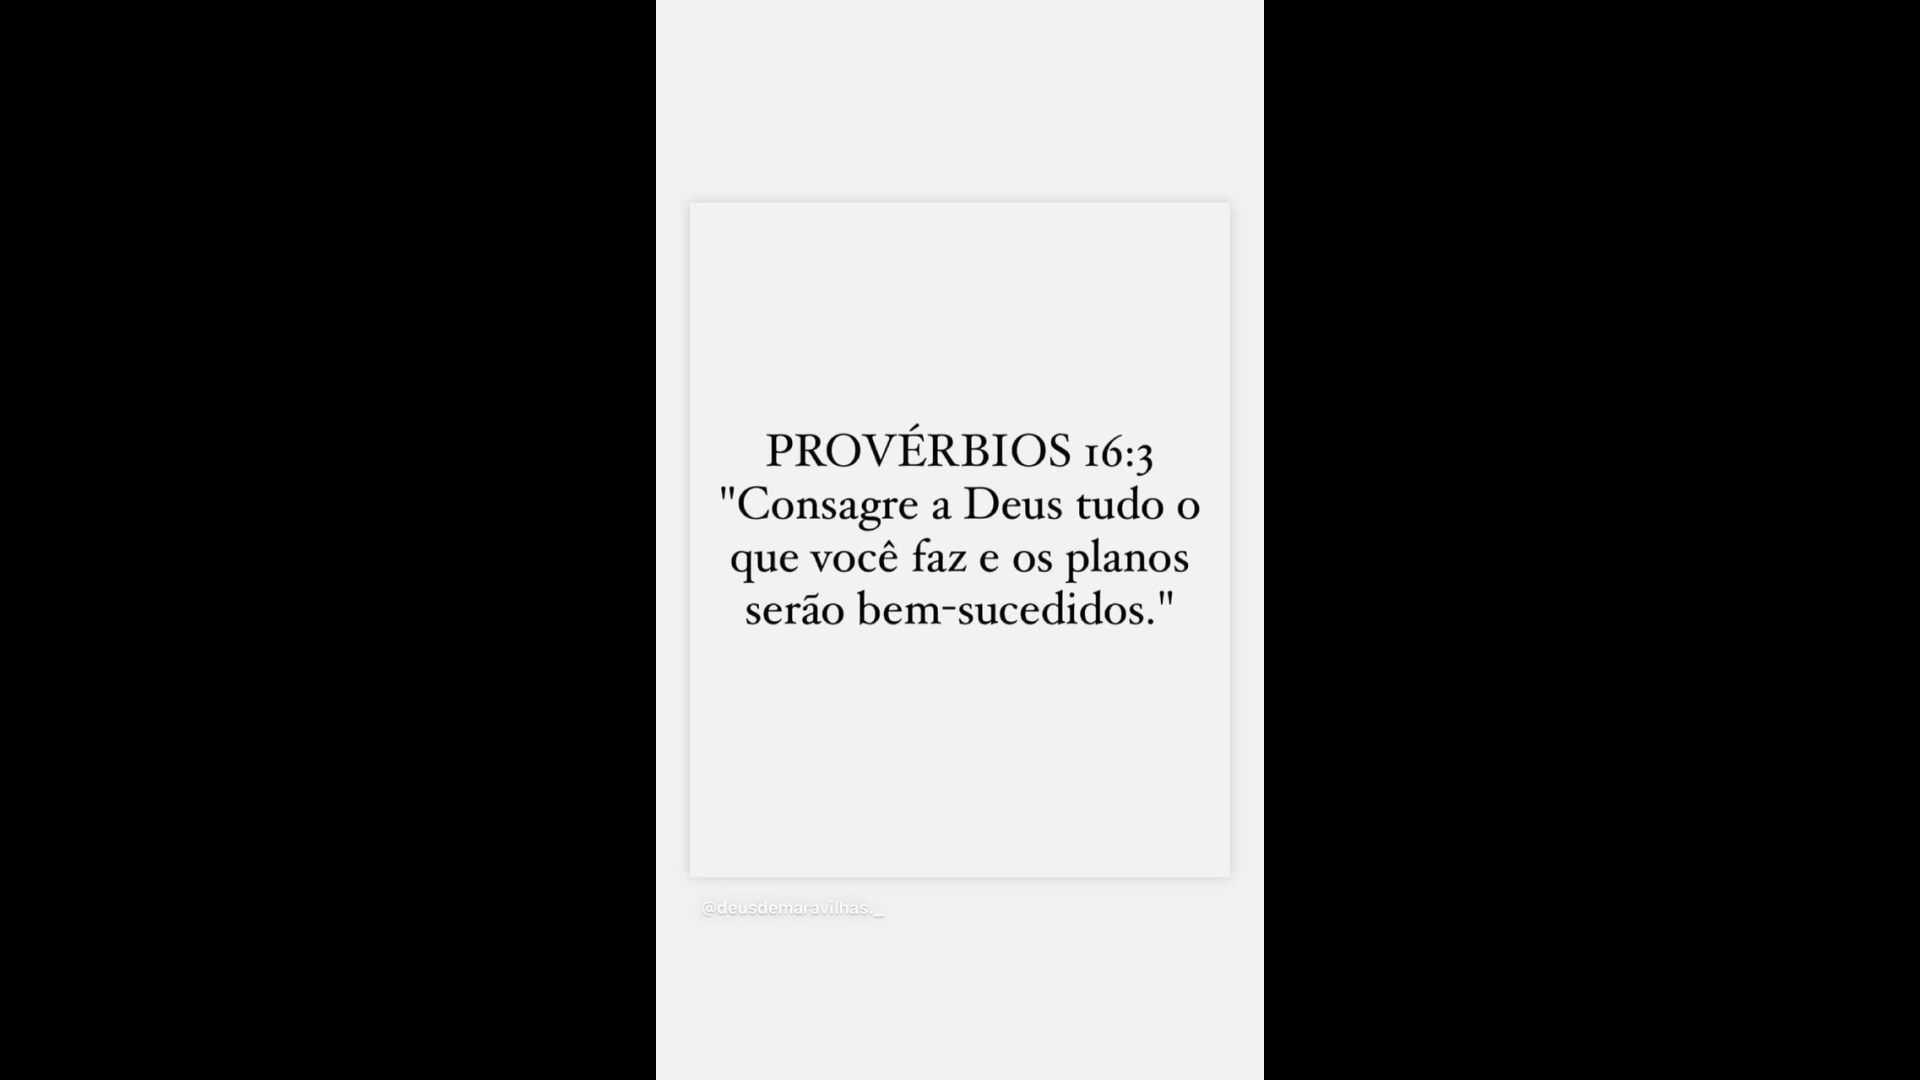 PROVÉRBIOS 16:3
"Consagre a Deus tudo o
que você faz e os planos
serão bem-sucedidos."
@deusdemaravilhas._